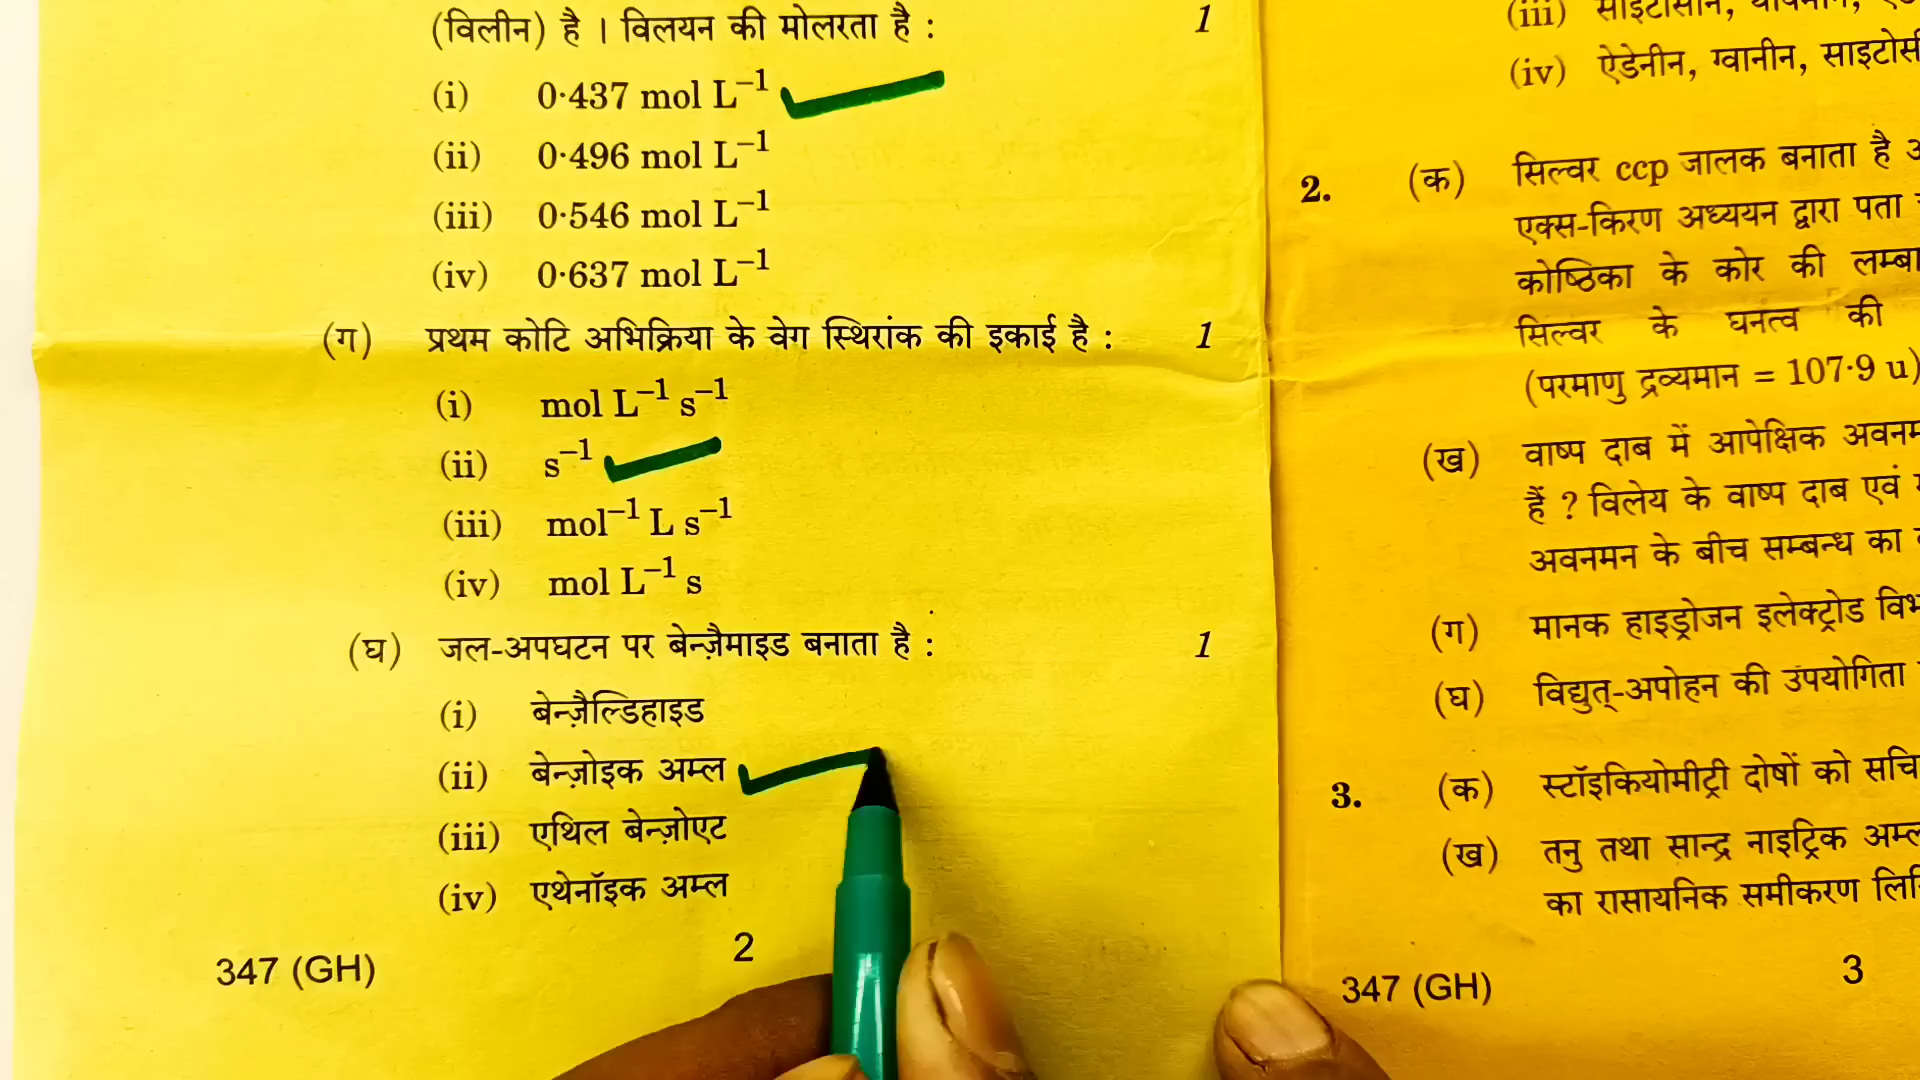 (विलीन) है । विलयन की मोलरता है : 1
(i) 0·437 mol L⁻¹
(ii) 0·496 mol L⁻¹
(iii) 0·546 mol L⁻¹
(iv) 0·637 mol L⁻¹
(ग) प्रथम कोटि अभिक्रिया के वेग स्थिरांक की इकाई है : 1
(i) mol L⁻¹ s⁻¹
(ii) s⁻¹
(iii) mol⁻¹ L s⁻¹
(iv) mol L⁻¹ s
(घ) जल-अपघटन पर बेन्ज़ैमाइड बनाता है : 1
(i) बेन्ज़ैल्डिहाइड
(ii) बेन्ज़ोइक अम्ल
(iii) एथिल बेन्ज़ोएट
(iv) एथेनॉइक अम्ल
347 (GH) 2
(iii) साइटोसीन,
(iv) ऐडेनीन, ग्वानीन,
2. (क) सिल्वर ccp जालक बनाता है
एक्स-किरण अध्ययन द्वारा पता
कोष्ठिका के कोर की
सिल्वर के घनत्व की
(परमाणु द्रव्यमान = 107·9 u)
(ख) वाष्प दाब में आपेक्षिक
हैं ? विलेय के वाष्प दाब एवं
अवनमन के बीच सम्बन्ध का
(ग) मानक हाइड्रोजन इलेक्ट्रोड
(घ) विद्युत्-अपोहन की उपयोगिता
3. (क) स्टॉइकियोमीट्री दोषों को
(ख) तनु तथा सान्द्र नाइट्रिक अम्ल
का रासायनिक समीकरण
347 (GH) 3